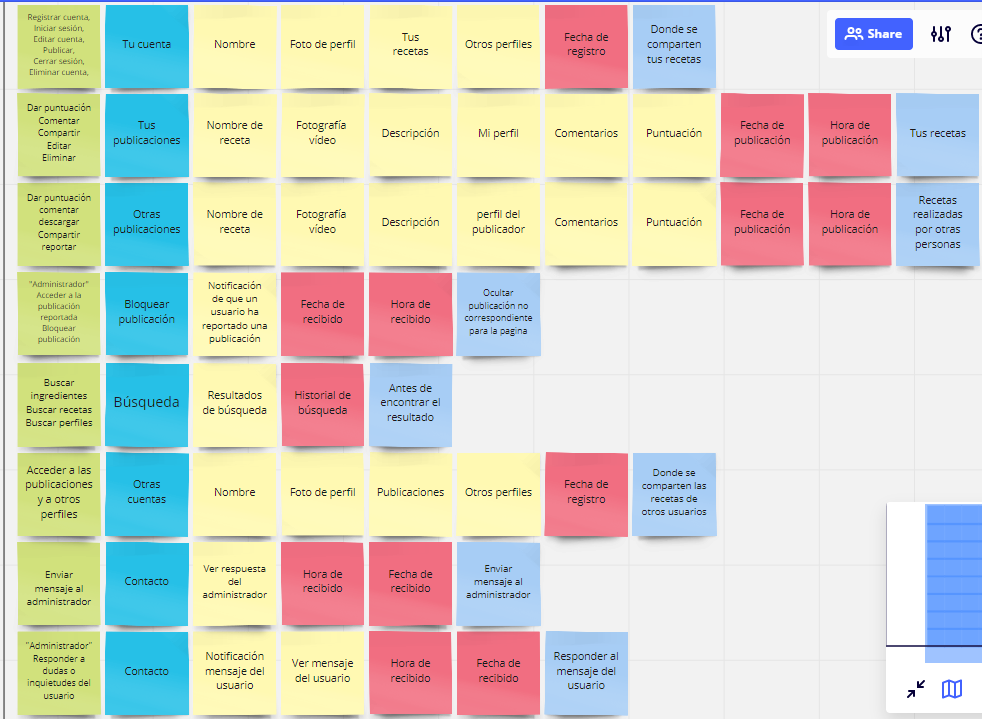 Registrar cuenta,
Iniciar sesión,
Editar cuenta,
Publicar,
Cerrar sesión,
Eliminar cuenta,
Tu cuenta
Nombre
Foto de perfil
Tus
recetas
Otros perfiles
Fecha de
registro
Donde se
comparten
tus recetas
Share
Dar puntuación
Comentar
Compartir
Editar
Eliminar
Tus
publicaciones
Nombre de
receta
Fotografía
vídeo
Descripción
Mi perfil
Comentarios
Puntuación
Fecha de
publicación
Hora de
publicación
Tus recetas
Dar puntuación
comentar
descargar
Compartir
reportar
Otras
publicaciones
Nombre de
receta
Fotografía
vídeo
Descripción
perfil del
publicador
Comentarios
Puntuación
Fecha de
publicación
Hora de
publicación
Recetas
realizadas
por otras
personas
"Administrador"
Acceder a la
publicación
reportada
Bloquear
publicación
Bloquear
publicación
Notificación
de que un
usuario ha
reportado una
publicación
Fecha de
recibido
Hora de
recibido
Ocultar
publicación no
correspondiente
para la pagina
Buscar
ingredientes
Buscar recetas
Buscar perfiles
Búsqueda
Resultados
de búsqueda
Historial de
búsqueda
Antes de
encontrar el
resultado
Acceder a las
publicaciones
y a otros
perfiles
Otras
cuentas
Nombre
Foto de perfil
Publicaciones
Otros perfiles
Fecha de
registro
Donde se
comparten las
recetas de
otros usuarios
Enviar
mensaje al
administrador
Contacto
Ver respuesta
del
administrador
Hora de
recibido
Fecha de
recibido
Enviar
mensaje al
administrador
"Administrador"
Responder a
dudas o
inquietudes del
usuario
Contacto
Notificación
mensaje del
usuario
Ver mensaje
del usuario
Hora de
recibido
Fecha de
recibido
Responder al
mensaje del
usuario